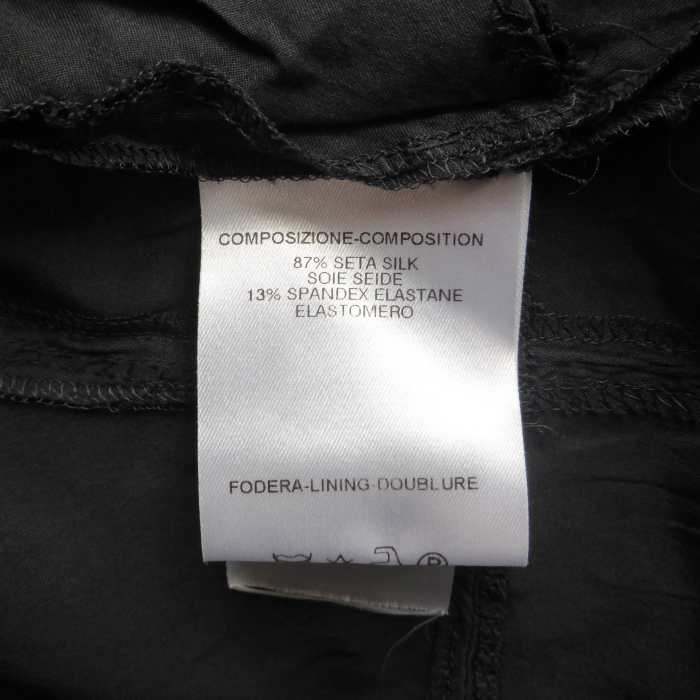 COMPOSIZIONE-COMPOSITION
87% SETA SILK
SOIE SEIDE
13% SPANDEX ELASTANE
ELASTOMERO
FODERA-LINING-DOUBLURE
P